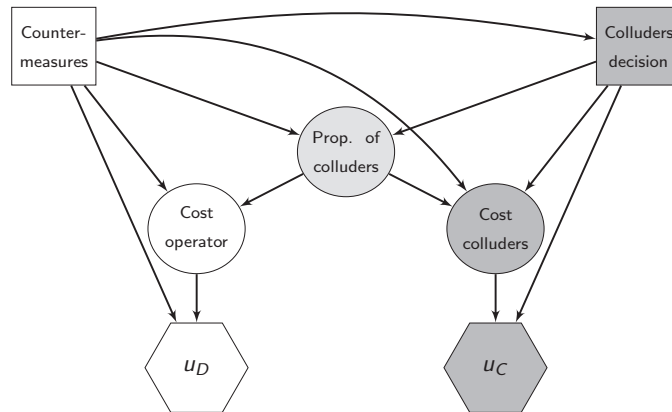 Counter-
measures
Colluders
decision
Prop. of
colluders
Cost
operator
Cost
colluders
u_D
u_C